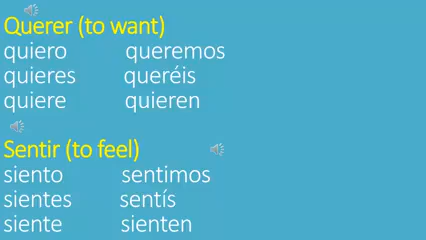 Querer (to want)
quiero queremos
quieres queréis
quiere quieren
Sentir (to feel)
siento sentimos
sientes sentís
siente sienten